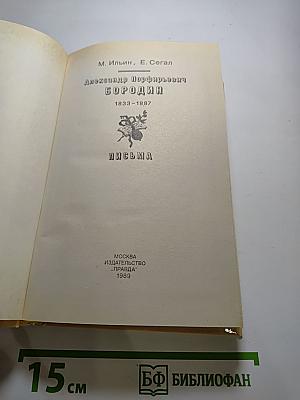 М. Ильин, Е. Сегал
Александр Порфирьевич
БОРОДИН
1833–1887
ПИСЬМА
МОСКВА
ИЗДАТЕЛЬСТВО
„ПРАВДА"
1989
15 см
БФ БИБЛИОФАН